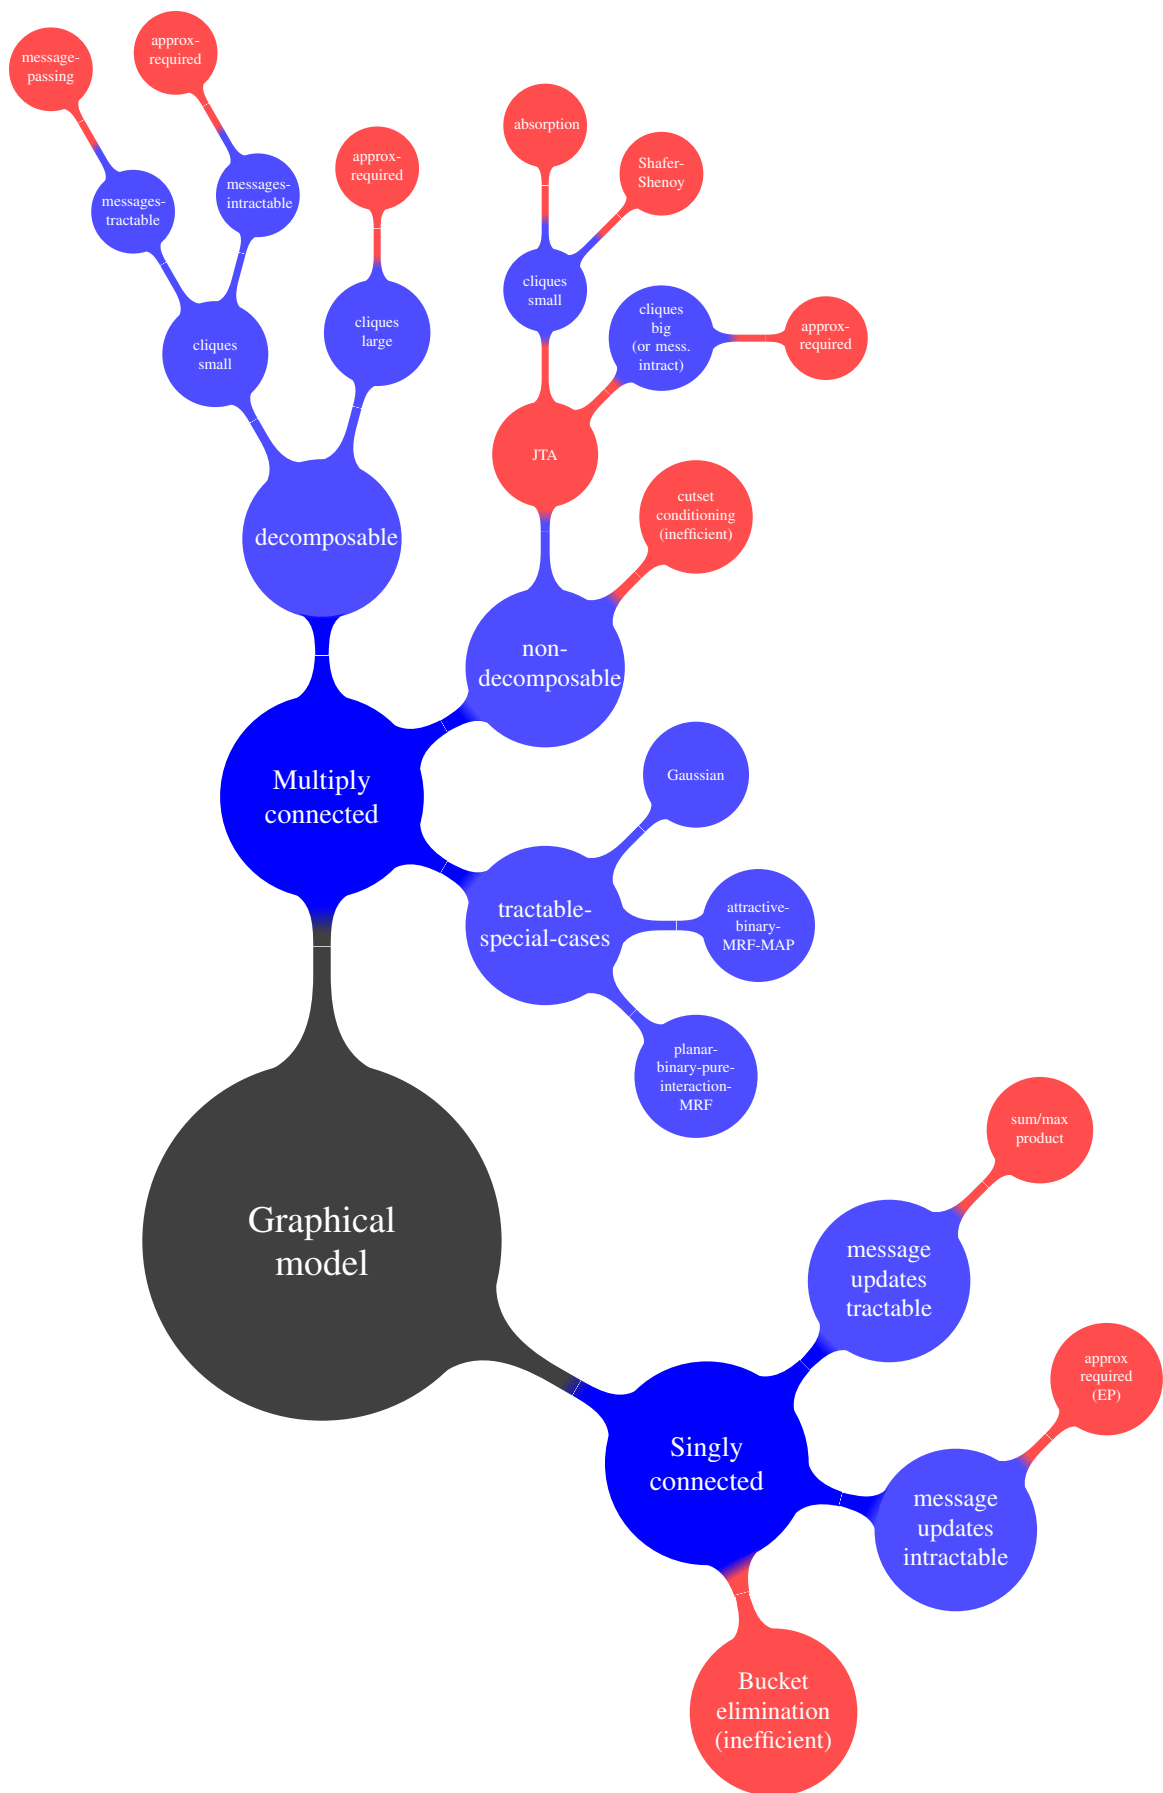 message-
passing
approx-
required
messages-
tractable
messages-
intractable
approx-
required
cliques
small
cliques
large
decomposable
absorption
Shafer-
Shenoy
cliques
small
cliques
big
(or mess.
intract)
approx-
required
JTA
cutset
conditioning
(inefficient)
non-
decomposable
Multiply
connected
Gaussian
tractable-
special-cases
attractive-
binary-
MRF-MAP
planar-
binary-pure-
interaction-
MRF
Graphical
model
sum/max
product
message
updates
tractable
approx
required
(EP)
Singly
connected
message
updates
intractable
Bucket
elimination
(inefficient)